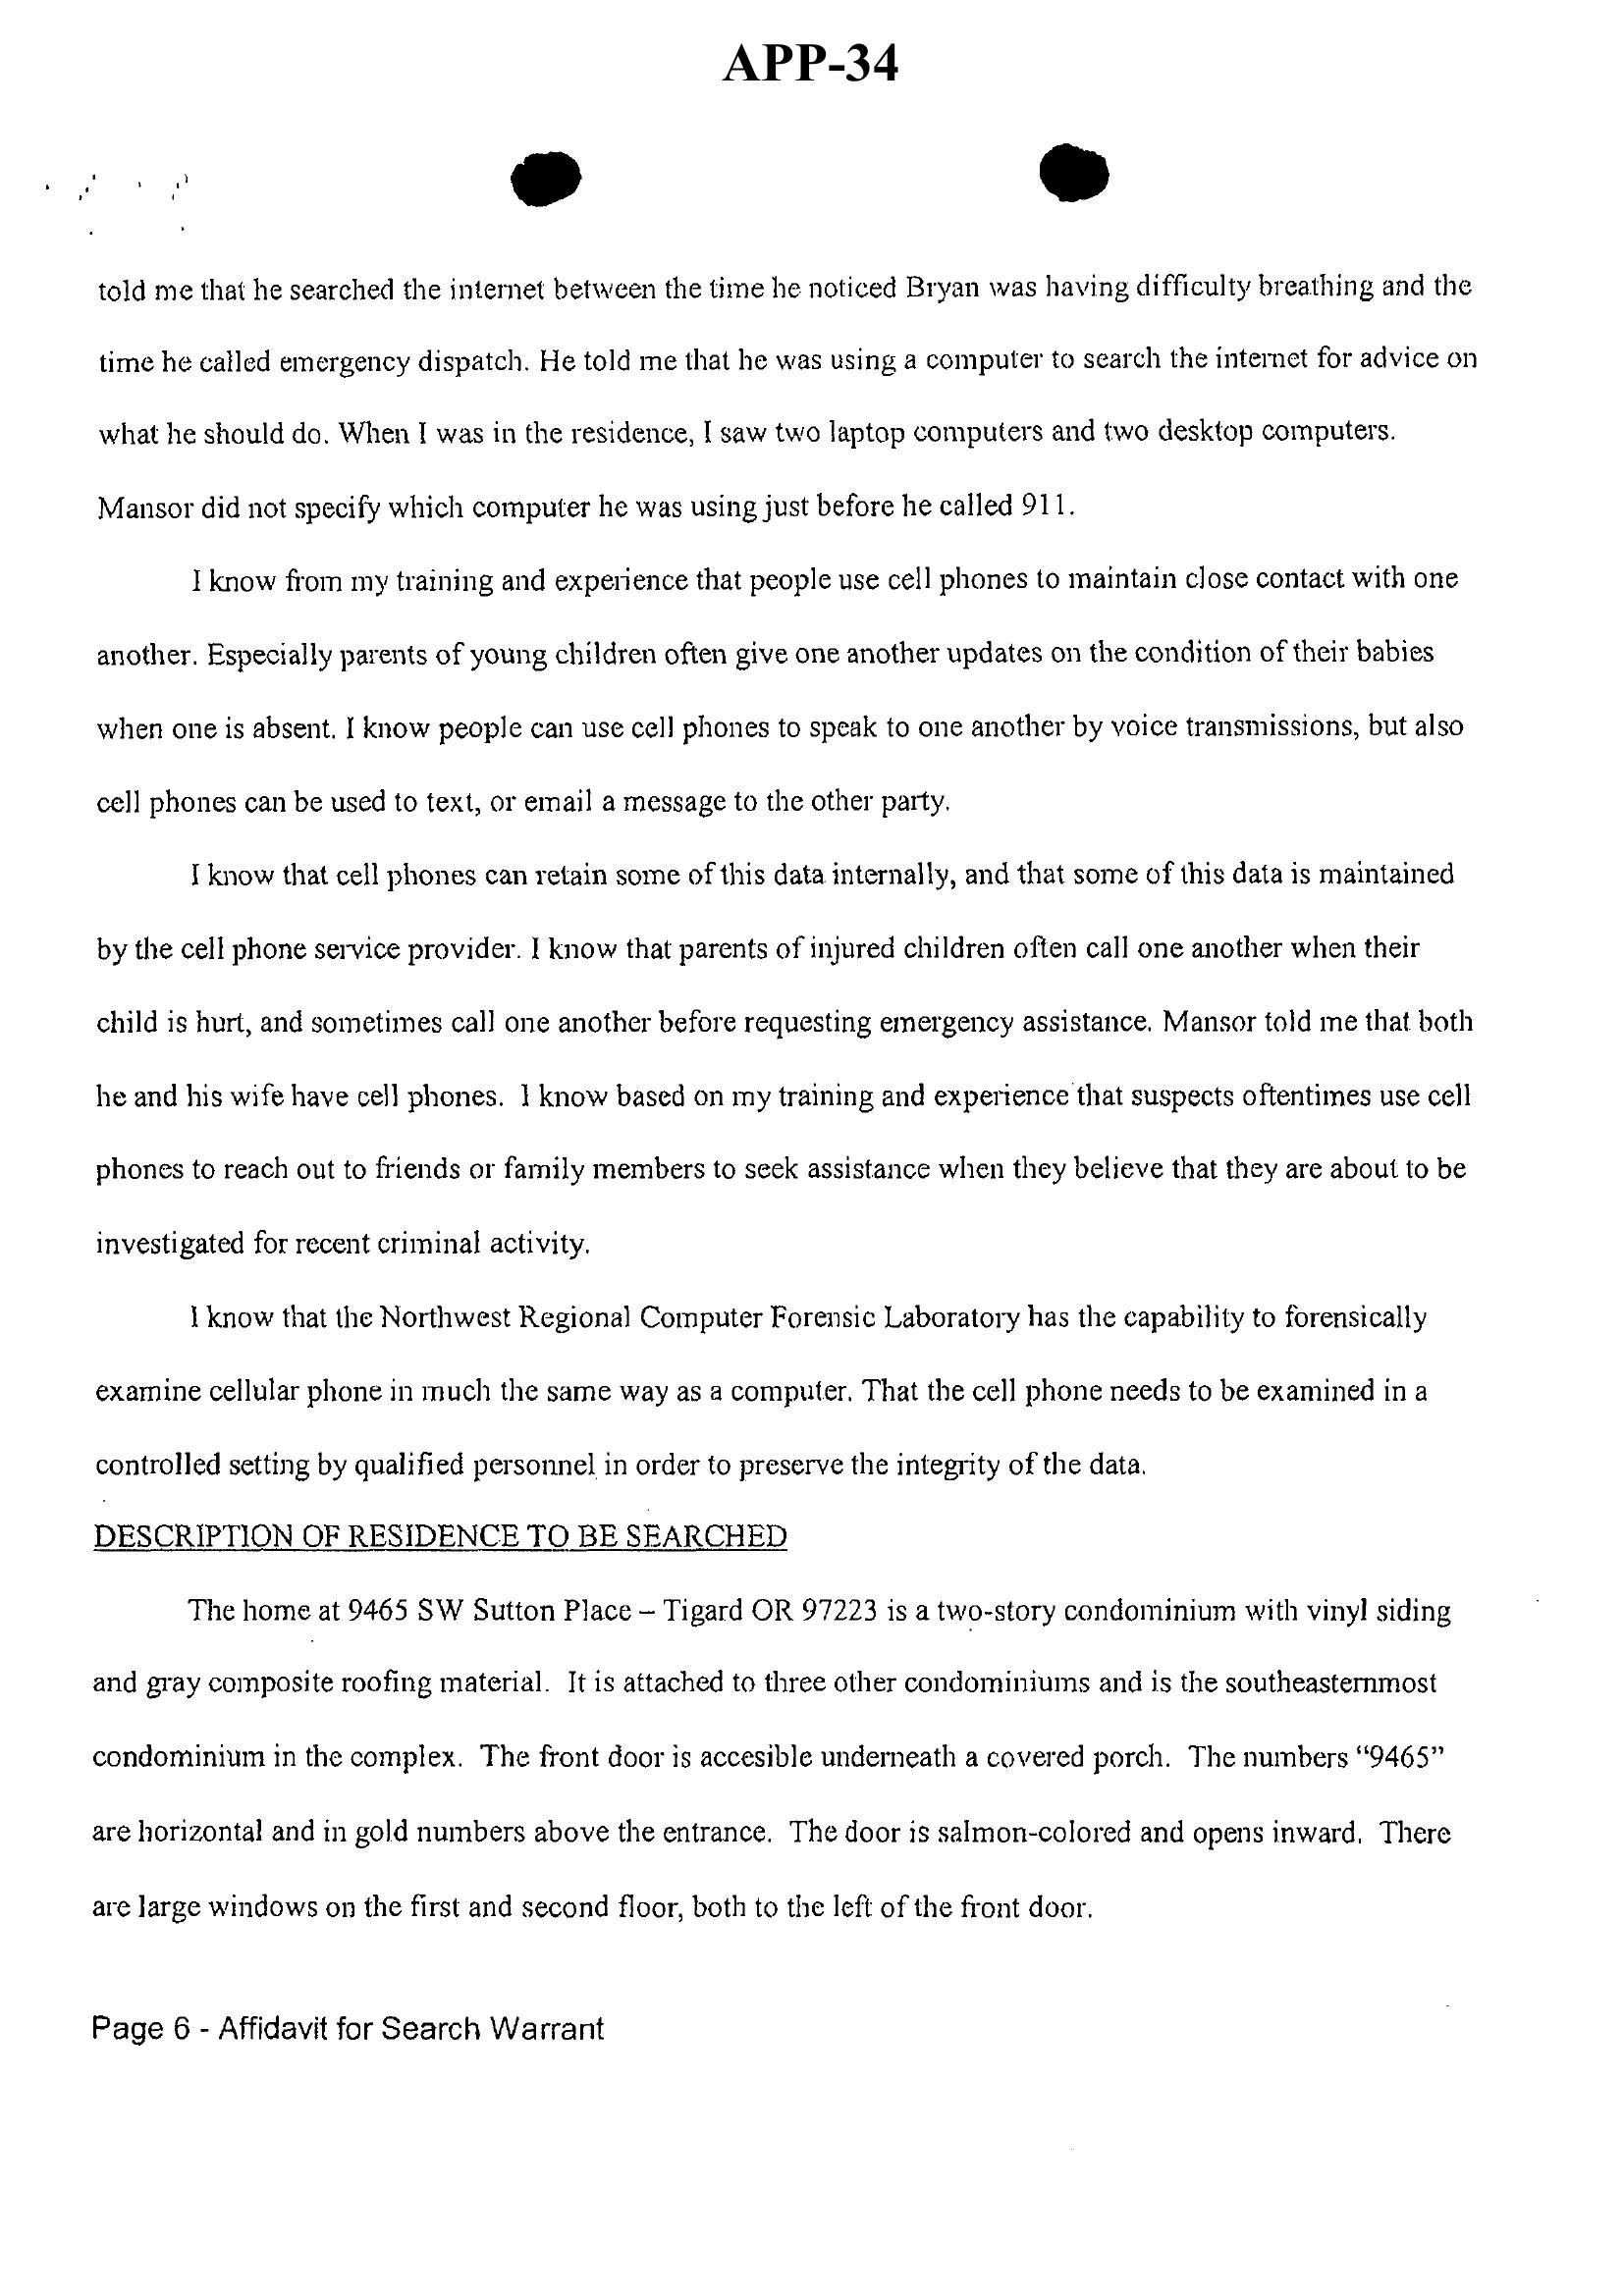 APP-34
told me that he searched the internet between the time he noticed Bryan was having difficulty breathing and the
time he called emergency dispatch. He told me that he was using a computer to search the internet for advice on
what he should do. When I was in the residence, I saw two laptop computers and two desktop computers.
Mansor did not specify which computer he was using just before he called 911.
I know from my training and experience that people use cell phones to maintain close contact with one
another. Especially parents of young children often give one another updates on the condition of their babies
when one is absent. I know people can use cell phones to speak to one another by voice transmissions, but also
cell phones can be used to text, or email a message to the other party.
I know that cell phones can retain some of this data internally, and that some of this data is maintained
by the cell phone service provider. I know that parents of injured children often call one another when their
child is hurt, and sometimes call one another before requesting emergency assistance. Mansor told me that both
he and his wife have cell phones.  I know based on my training and experience that suspects oftentimes use cell
phones to reach out to friends or family members to seek assistance when they believe that they are about to be
investigated for recent criminal activity.
I know that the Northwest Regional Computer Forensic Laboratory has the capability to forensically
examine cellular phone in much the same way as a computer. That the cell phone needs to be examined in a
controlled setting by qualified personnel in order to preserve the integrity of the data.
DESCRIPTION OF RESIDENCE TO BE SEARCHED
The home at 9465 SW Sutton Place – Tigard OR 97223 is a two-story condominium with vinyl siding
and gray composite roofing material.  It is attached to three other condominiums and is the southeasternmost
condominium in the complex.  The front door is accesible underneath a covered porch.  The numbers “9465”
are horizontal and in gold numbers above the entrance.  The door is salmon-colored and opens inward.  There
are large windows on the first and second floor, both to the left of the front door.
Page 6 - Affidavit for Search Warrant